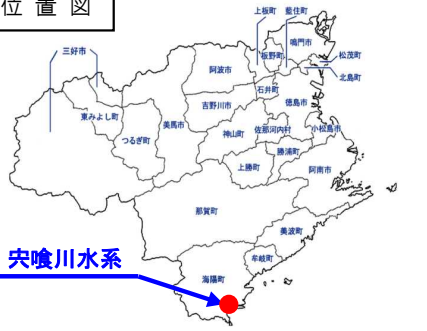 位置図
上板町
藍住町
鳴門市
三好市
板野町
松茂町
阿波市
北島町
石井町
吉野川市
徳島市
東みよし町
美馬市
つるぎ町
神山町
佐那河内村
小松島市
勝浦町
上勝町
阿南市
那賀町
美波町
牟岐町
宍喰川水系
海陽町